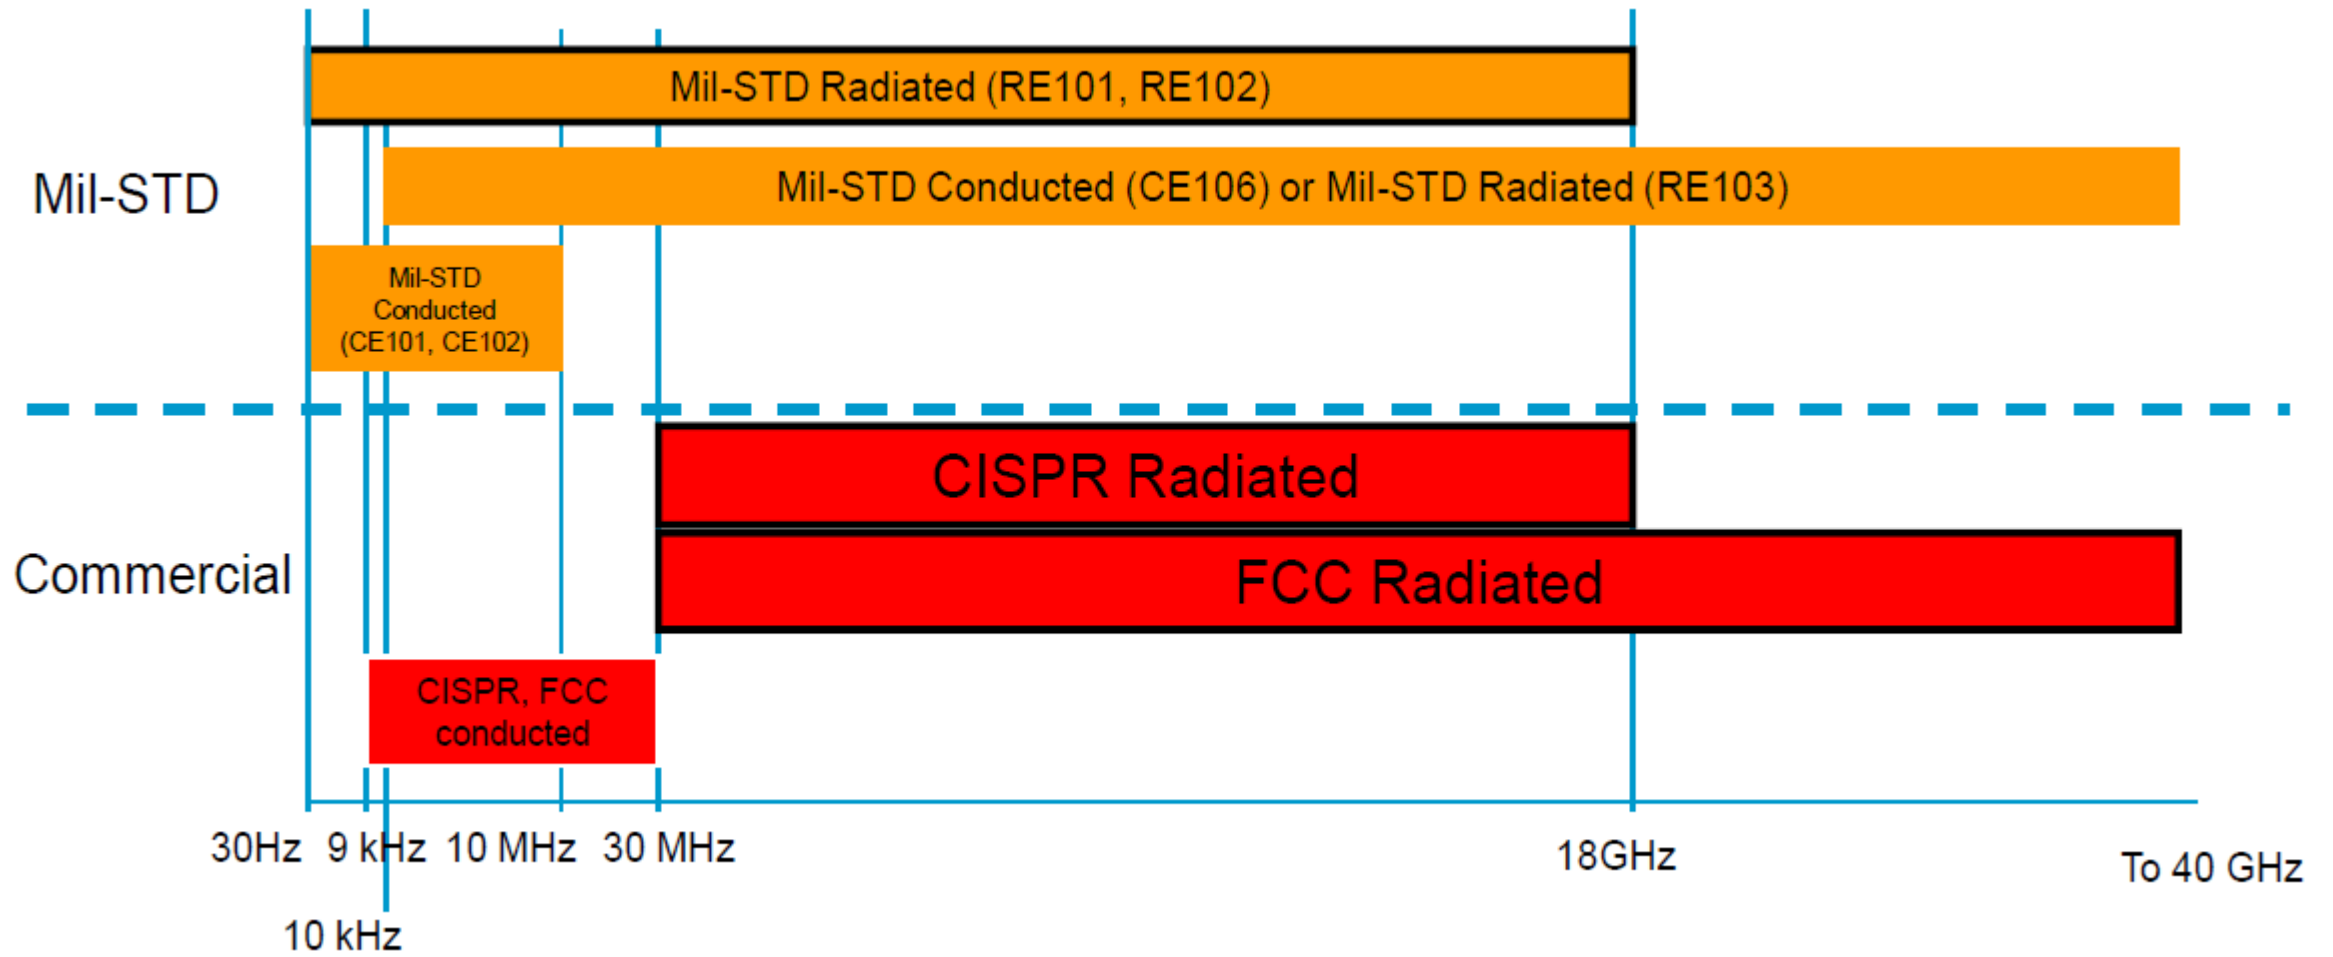 Mil-STD Radiated (RE101, RE102)
Mil-STD
Mil-STD Conducted (CE106) or Mil-STD Radiated (RE103)
Mil-STD
Conducted
(CE101, CE102)
CISPR Radiated
Commercial
FCC Radiated
CISPR, FCC
conducted
30Hz 9 kHz 10 MHz 30 MHz 18GHz To 40 GHz
10 kHz